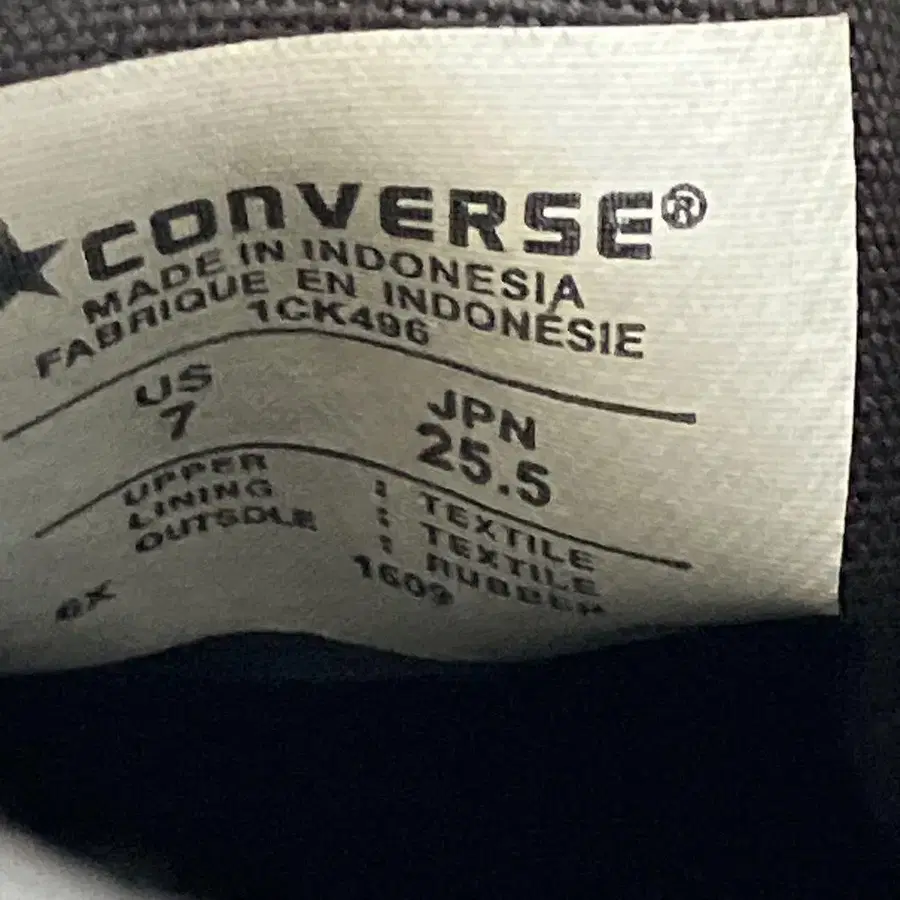 CONVERSE®
MADE IN INDONESIA
FABRIQUE EN INDONÉSIE
1CK496
US JPN
7 25.5
UPPER : TEXTILE
LINING : TEXTILE
OUTSDLE : RUBBER
1609